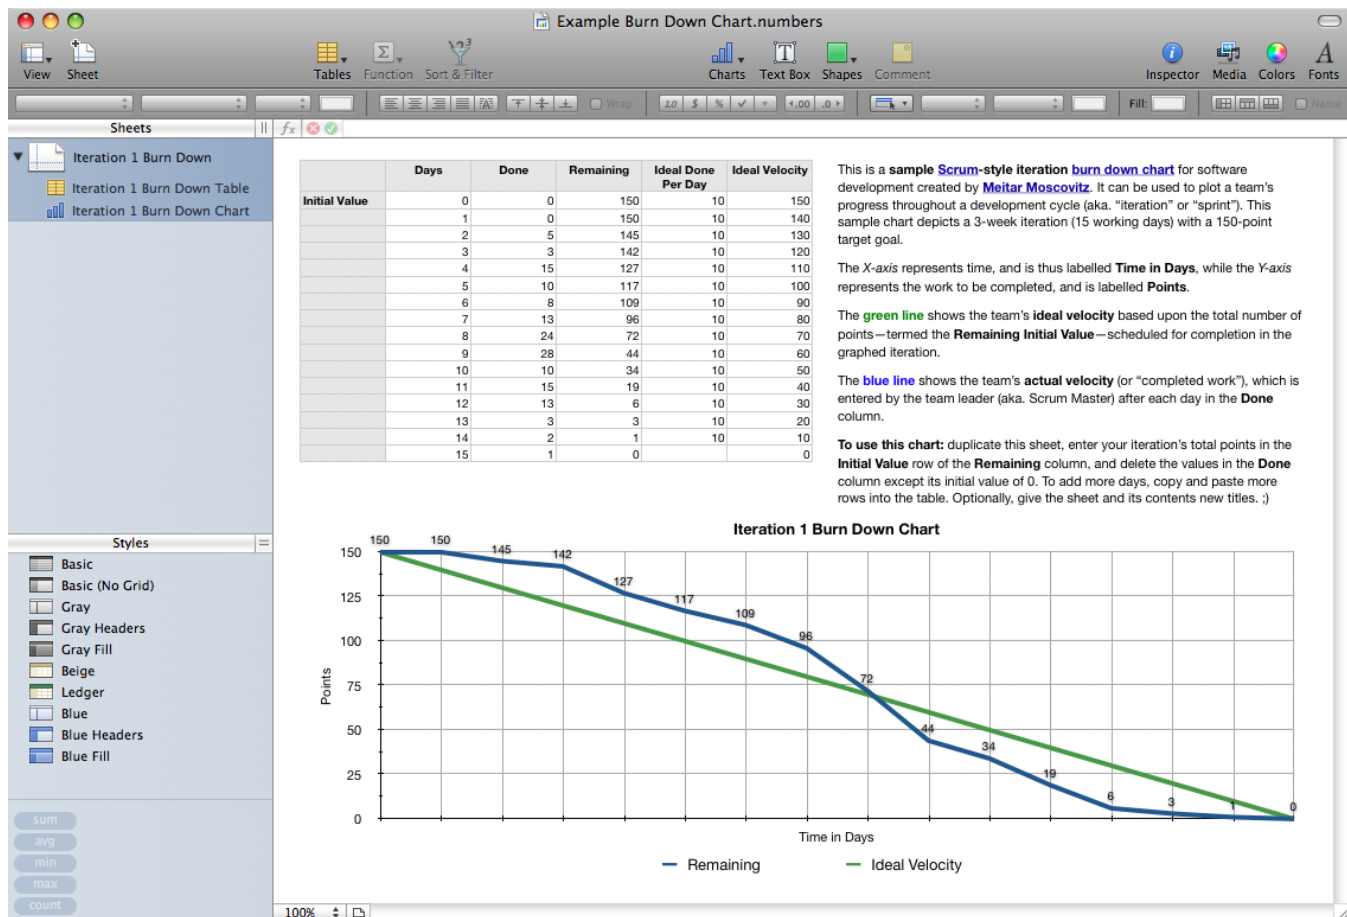 Example Burn Down Chart.numbers
View Sheet Tables Function Sort & Filter Charts Text Box Shapes Comment Inspector Media Colors Fonts
Wrap 1.0 $ % .00 .0 Fill: Name
Sheets
fx
Iteration 1 Burn Down
Iteration 1 Burn Down Table
Iteration 1 Burn Down Chart
Days Done Remaining Ideal Done Per Day Ideal Velocity
Initial Value 0 0 150 10 150
1 0 150 10 140
2 5 145 10 130
3 3 142 10 120
4 15 127 10 110
5 10 117 10 100
6 8 109 10 90
7 13 96 10 80
8 24 72 10 70
9 28 44 10 60
10 10 34 10 50
11 15 19 10 40
12 13 6 10 30
13 3 3 10 20
14 2 1 10 10
15 1 0 0
This is a sample Scrum-style iteration burn down chart for software
development created by Meitar Moscovitz. It can be used to plot a team's
progress throughout a development cycle (aka. “iteration” or “sprint”). This
sample chart depicts a 3-week iteration (15 working days) with a 150-point
target goal.
The X-axis represents time, and is thus labelled Time in Days, while the Y-axis
represents the work to be completed, and is labelled Points.
The green line shows the team's ideal velocity based upon the total number of
points—termed the Remaining Initial Value—scheduled for completion in the
graphed iteration.
The blue line shows the team's actual velocity (or “completed work”), which is
entered by the team leader (aka. Scrum Master) after each day in the Done
column.
To use this chart: duplicate this sheet, enter your iteration's total points in the
Initial Value row of the Remaining column, and delete the values in the Done
column except its initial value of 0. To add more days, copy and paste more
rows into the table. Optionally, give the sheet and its contents new titles. ;)
Styles
Basic
Basic (No Grid)
Gray
Gray Headers
Gray Fill
Beige
Ledger
Blue
Blue Headers
Blue Fill
sum
avg
min
max
count
Iteration 1 Burn Down Chart
150
125
100
75
50
25
0
Points
150 150 145 142 127 117 109 96 72 44 34 19 6 3 1 0
Time in Days
Remaining Ideal Velocity
100%